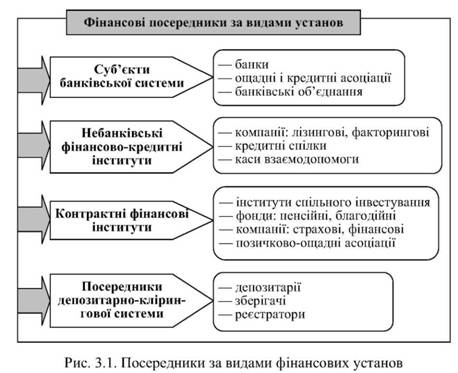 Фінансові посередники за видами установ
Суб’єкти
банківської системи
— банки
— ощадні і кредитні асоціації
— банківські об’єднання
Небанківські
фінансово-кредитні
інститути
— компанії: лізингові, факторингові
— кредитні спілки
— каси взаємодопомоги
Контрактні фінансові
інститути
— інститути спільного інвестування
— фонди: пенсійні, благодійні
— компанії: страхові, фінансові
— позичково-ощадні асоціації
Посередники
депозитарно-клірин-
гової системи
— депозитарії
— зберігачі
— реєстратори
Рис. 3.1. Посередники за видами фінансових установ